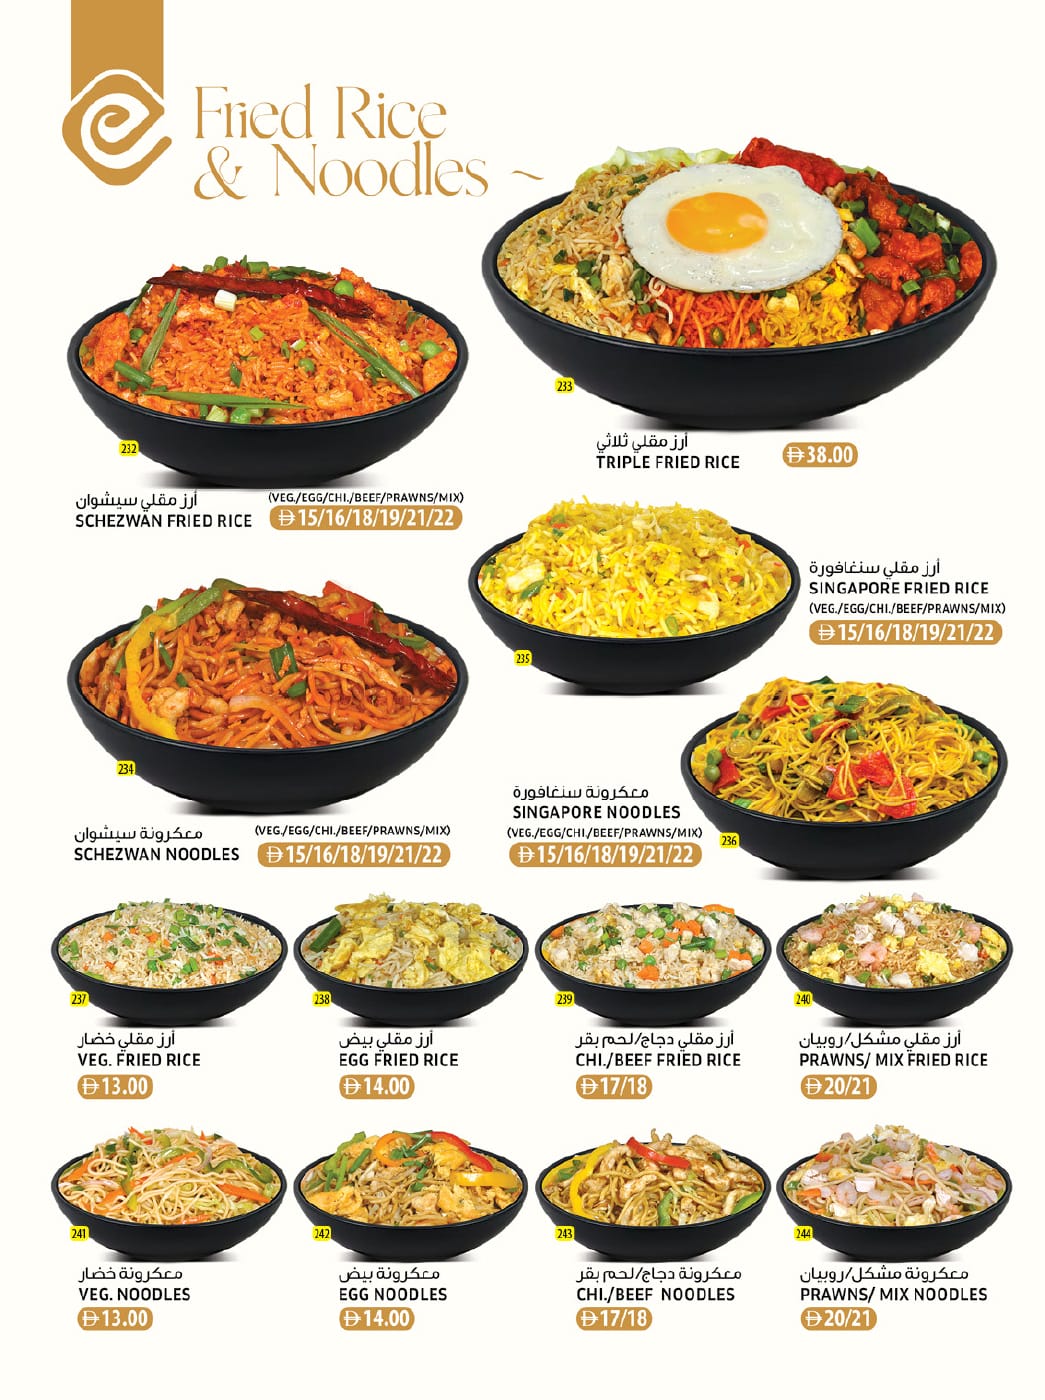 Fried Rice
& Noodles ~
233
أرز مقلي ثلاثي
TRIPLE FRIED RICE
38.00
232
أرز مقلي سيشوان
SCHEZWAN FRIED RICE
(VEG./EGG/CHI./BEEF/PRAWNS/MIX)
15/16/18/19/21/22
235
أرز مقلي سنغافورة
SINGAPORE FRIED RICE
(VEG./EGG/CHI./BEEF/PRAWNS/MIX)
15/16/18/19/21/22
234
معكرونة سيشوان
SCHEZWAN NOODLES
(VEG./EGG/CHI./BEEF/PRAWNS/MIX)
15/16/18/19/21/22
236
معكرونة سنغافورة
SINGAPORE NOODLES
(VEG./EGG/CHI./BEEF/PRAWNS/MIX)
15/16/18/19/21/22
237
أرز مقلي خضار
VEG. FRIED RICE
13.00
238
أرز مقلي بيض
EGG FRIED RICE
14.00
239
أرز مقلي دجاج/لحم بقر
CHI./BEEF FRIED RICE
17/18
240
أرز مقلي مشكل/روبيان
PRAWNS/ MIX FRIED RICE
20/21
241
معكرونة خضار
VEG. NOODLES
13.00
242
معكرونة بيض
EGG NOODLES
14.00
243
معكرونة دجاج/لحم بقر
CHI./BEEF NOODLES
17/18
244
معكرونة مشكل/روبيان
PRAWNS/ MIX NOODLES
20/21